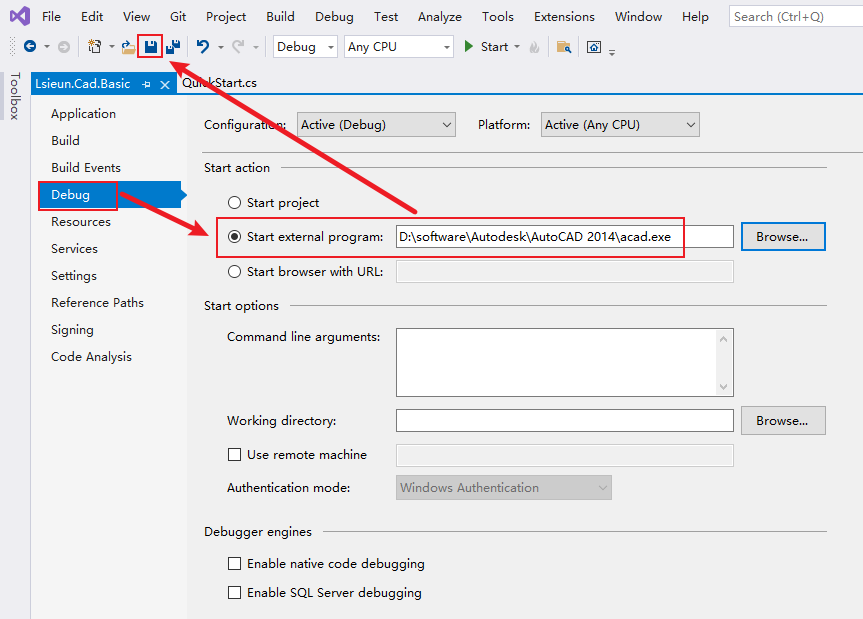 File Edit View Git Project Build Debug Test Analyze Tools Extensions Window Help Search (Ctrl+Q)
Debug Any CPU Start
Toolbox
Lsieun.Cad.Basic QuickStart.cs
Application
Build
Build Events
Debug
Resources
Services
Settings
Reference Paths
Signing
Code Analysis
Configuration: Active (Debug) Platform: Active (Any CPU)
Start action
Start project
Start external program: D:\software\Autodesk\AutoCAD 2014\acad.exe Browse...
Start browser with URL:
Start options
Command line arguments:
Working directory: Browse...
Use remote machine
Authentication mode: Windows Authentication
Debugger engines
Enable native code debugging
Enable SQL Server debugging